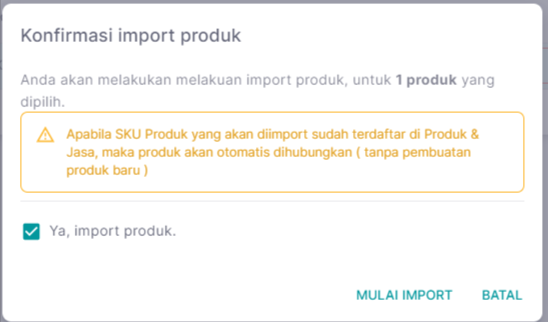 Konfirmasi import produk
Anda akan melakukan melakuan import produk, untuk 1 produk yang
dipilih.
Apabila SKU Produk yang akan diimport sudah terdaftar di Produk &
Jasa, maka produk akan otomatis dihubungkan ( tanpa pembuatan
produk baru )
Ya, import produk.
MULAI IMPORT BATAL